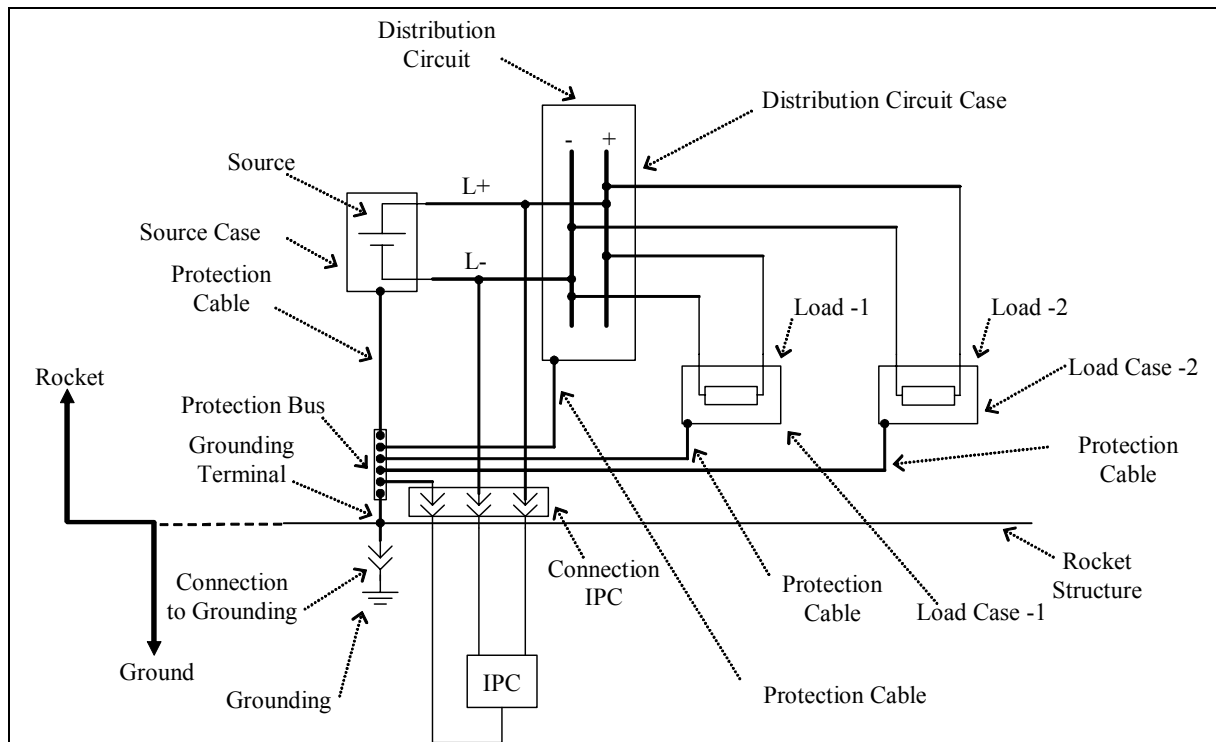 Distribution
Circuit
Distribution Circuit Case
- +
Source
L+
Source Case
L-
Protection
Cable
Load -1
Load -2
Rocket
Load Case -2
Protection Bus
Grounding
Terminal
Protection
Cable
Connection
to Grounding
Connection
IPC
Protection
Cable
Rocket
Structure
Load Case -1
Ground
Grounding
IPC
Protection Cable